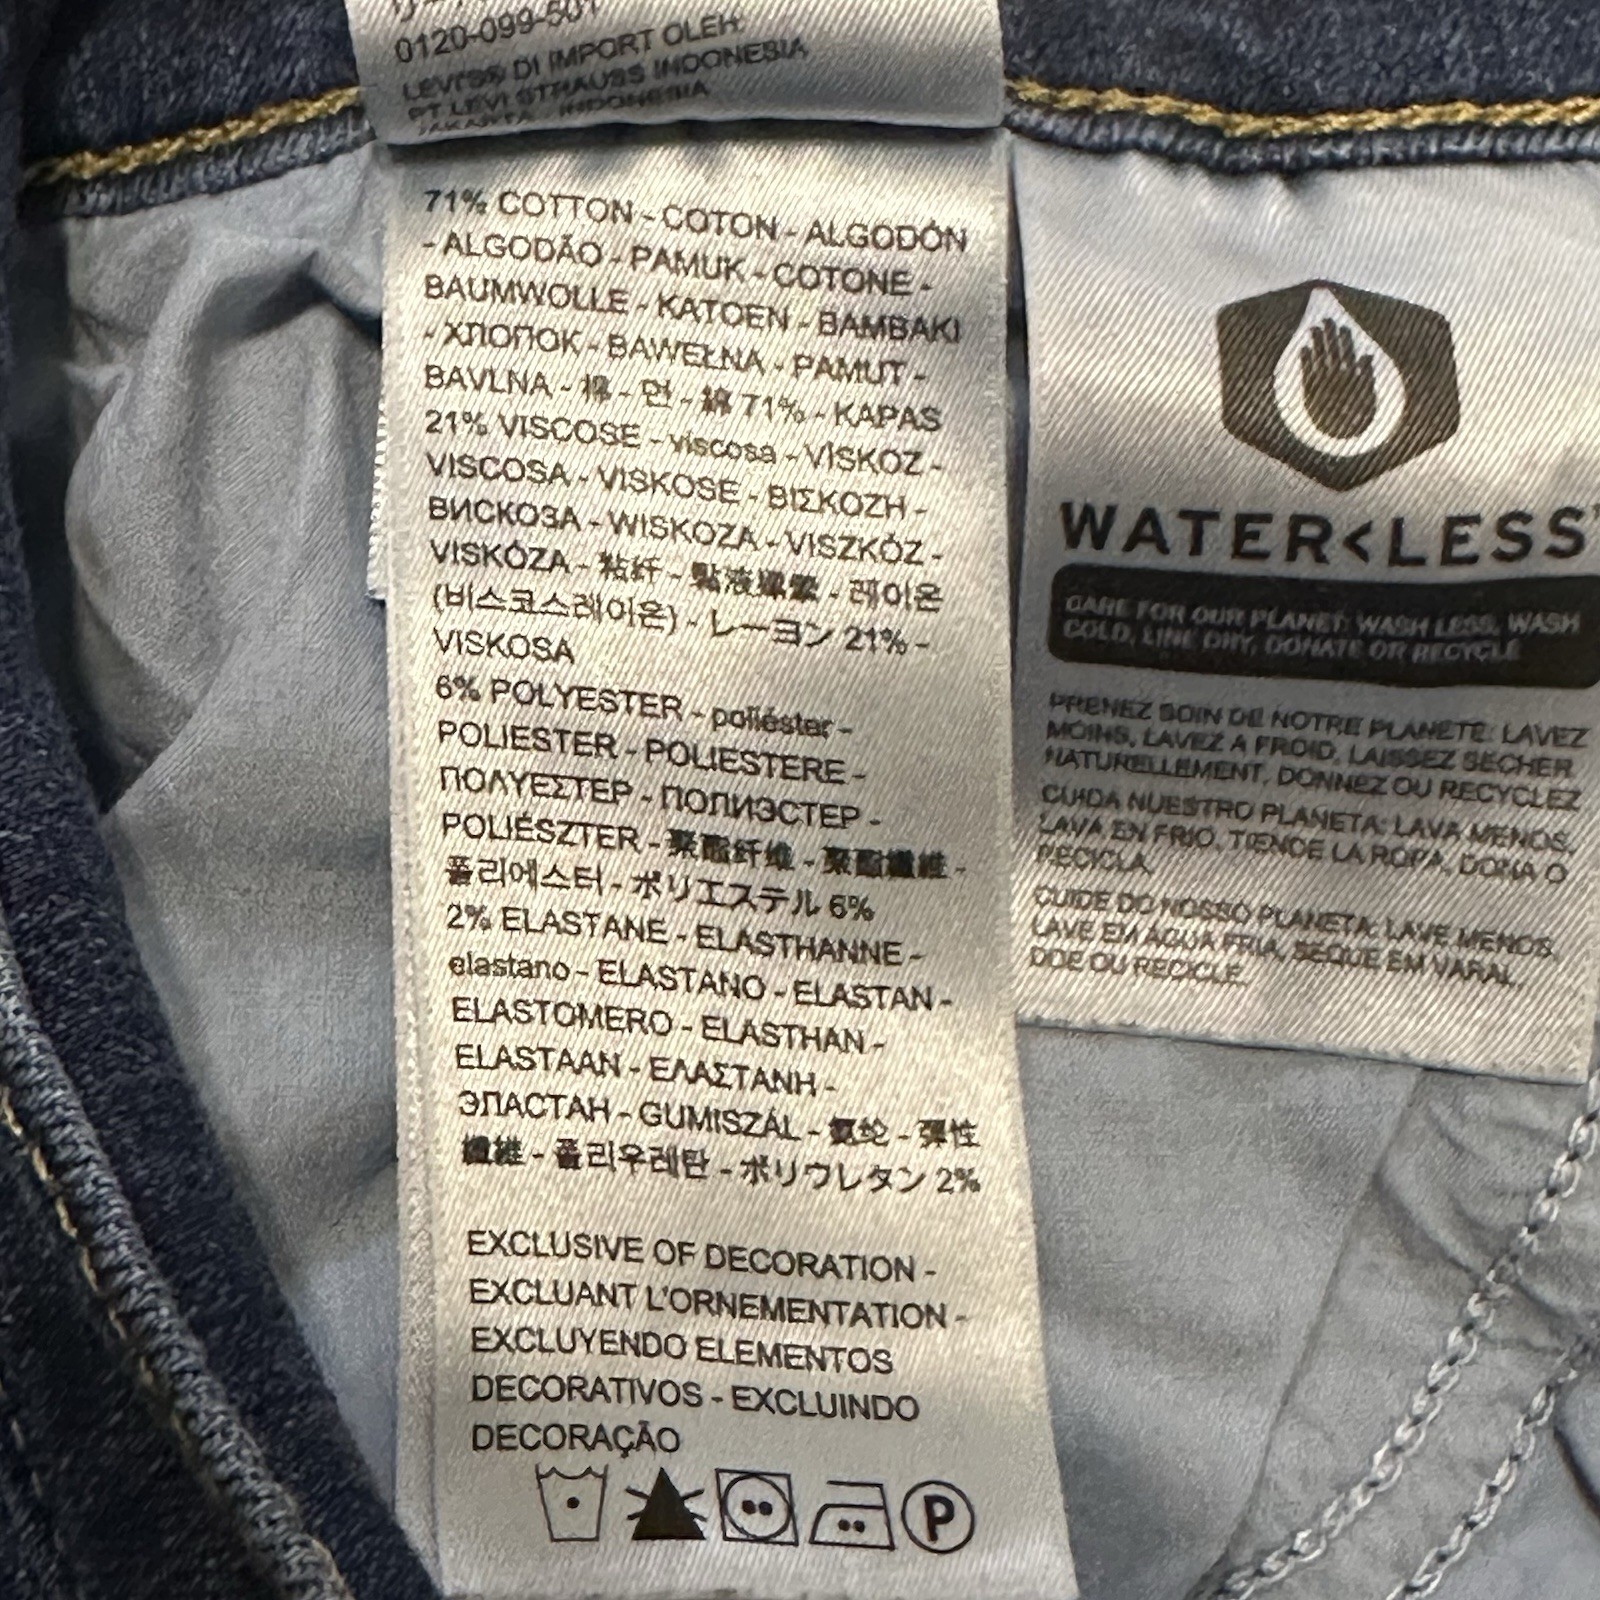 0120-099-501
LEVI'S® DI IMPORT OLEH:
PT LEVI STRAUSS INDONESIA
JAKARTA - INDONESIA
71% COTTON - COTON - ALGODÓN
- ALGODÃO - PAMUK - COTONE -
BAUMWOLLE - KATOEN - BAMBAKI
- ХЛОПОК - BAWEŁNA - PAMUT -
BAVLNA - 棉 - 면 - 綿 71% - KAPAS
21% VISCOSE - viscosa - VİSKOZ -
VISCOSA - VISKOSE - ΒΙΣΚΟΖΗ -
ВИСКОЗА - WISKOZA - VISZKÓZ -
VISKÓZA - 粘纤 - 黏液縲縈 - 레이온
(비스코스레이온) - レーヨン 21% -
VISKOSA
6% POLYESTER - poliéster -
POLIESTER - POLIESTERE -
ΠΟΛΥΕΣΤΕΡ - ПОЛИЭСТЕР -
POLIÉSZTER - 聚酯纤维 - 聚酯纖維 -
폴리에스터 - ポリエステル 6%
2% ELASTANE - ELASTHANNE -
elastano - ELASTANO - ELASTAN -
ELASTOMERO - ELASTHAN -
ELASTAAN - ΕΛΑΣΤΑΝΗ -
ЭЛАСТАН - GUMISZÁL - 氨纶 - 彈性
纖維 - 폴리우레탄 - ポリウレタン 2%
EXCLUSIVE OF DECORATION -
EXCLUANT L'ORNEMENTATION -
EXCLUYENDO ELEMENTOS
DECORATIVOS - EXCLUINDO
DECORAÇÃO
P
WATER<LESS™
CARE FOR OUR PLANET: WASH LESS, WASH
COLD, LINE DRY, DONATE OR RECYCLE
PRENEZ SOIN DE NOTRE PLANETE: LAVEZ
MOINS, LAVEZ A FROID, LAISSEZ SECHER
NATURELLEMENT, DONNEZ OU RECYCLEZ
CUIDA NUESTRO PLANETA: LAVA MENOS,
LAVA EN FRIO, TIENDE LA ROPA, DONA O
RECICLA.
CUIDE DO NOSSO PLANETA: LAVE MENOS,
LAVE EM AGUA FRIA, SEQUE EM VARAL,
DOE OU RECICLE.